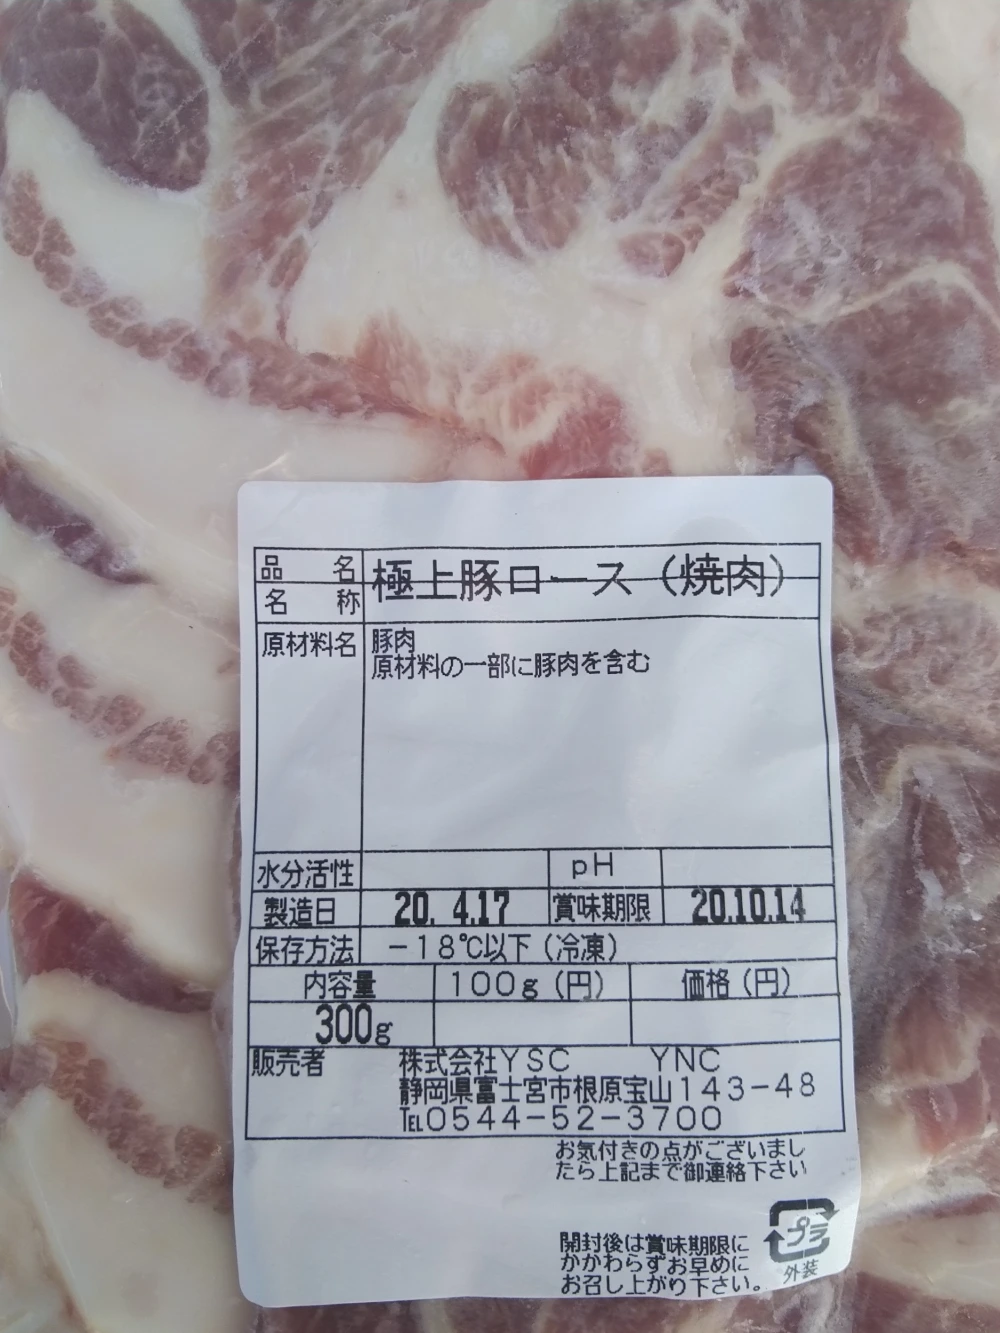 品 名
名 称
極上豚ロース（焼肉）
原材料名 豚肉
原材料の一部に豚肉を含む
水分活性 pH
製造日 20. 4.17 賞味期限 20.10.14
保存方法 －18℃以下（冷凍）
内容量 100g（円） 価格（円）
300g
販売者 株式会社YSC YNC
静岡県富士宮市根原宝山143－48
℡0544－52－3700
お気付きの点がございまし
たら上記まで御連絡下さい
開封後は賞味期限に
かかわらずお早めに
お召し上がり下さい。
プラ
外装